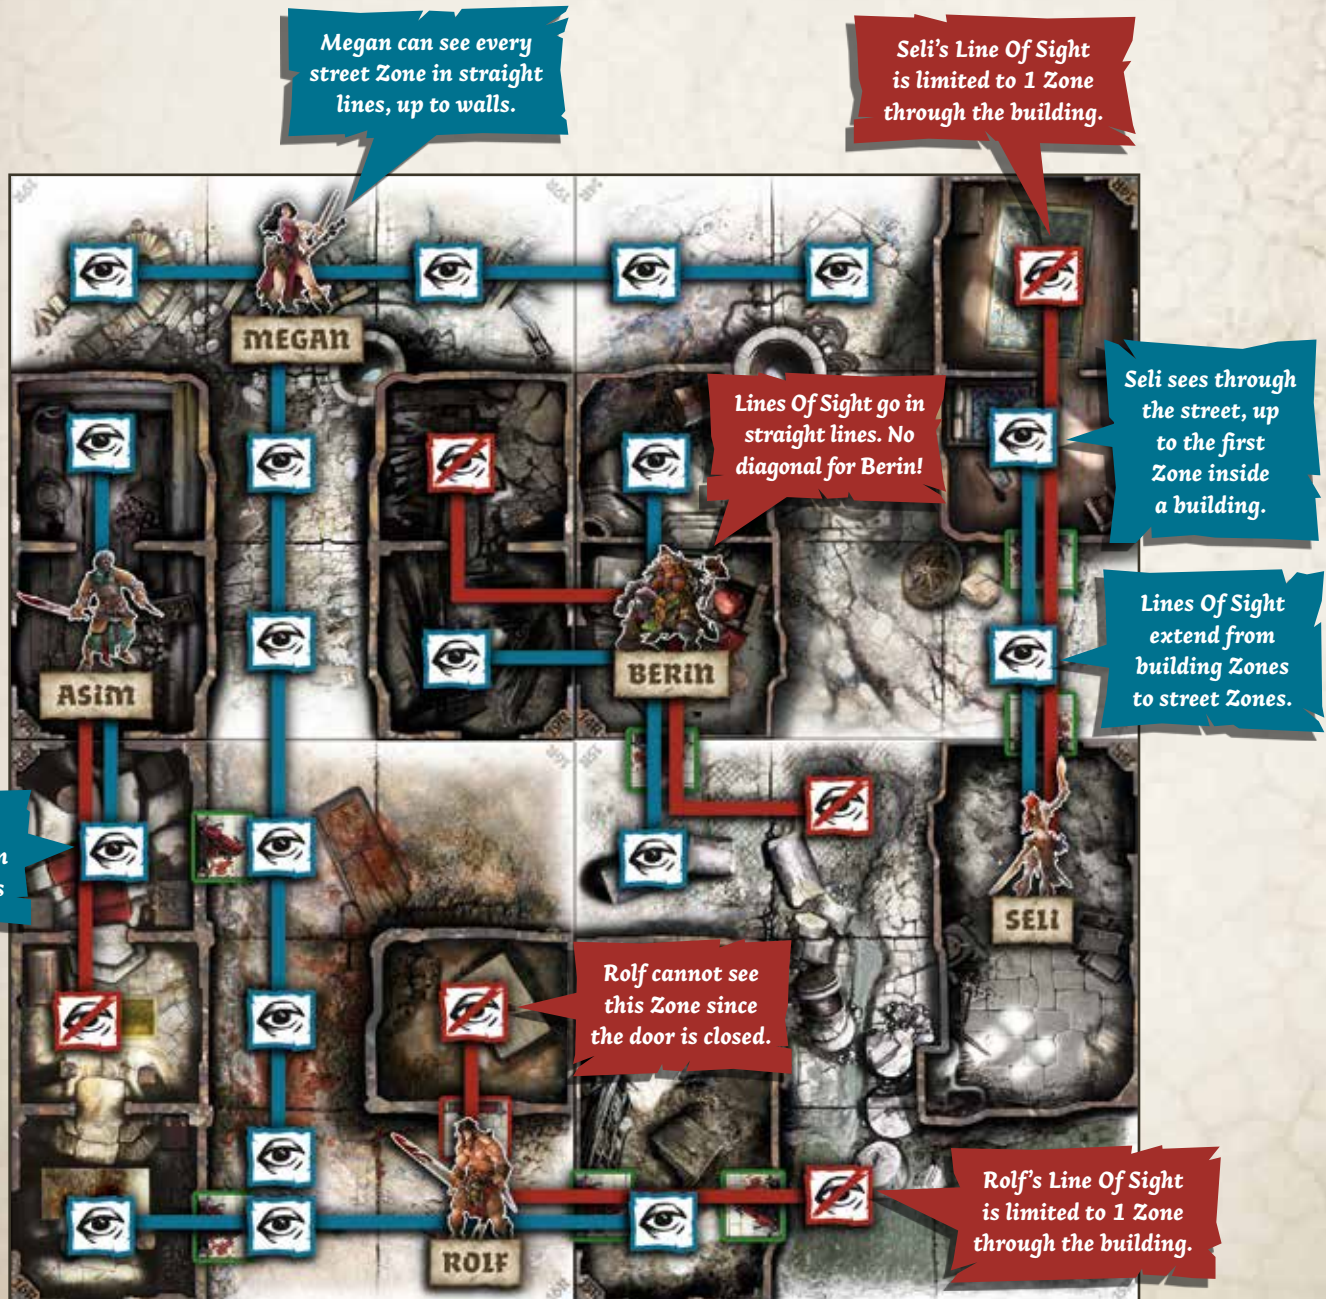 Megan can see every
street Zone in straight
lines, up to walls.
Seli's Line Of Sight
is limited to 1 Zone
through the building.
MEGAN
Seli sees through
the street, up
to the first
Zone inside
a building.
Lines Of Sight go in
straight lines. No
diagonal for Berin!
Lines Of Sight
extend from
building Zones
to street Zones.
ASIM
BERIN
SELI
Rolf cannot see
this Zone since
the door is closed.
Rolf's Line Of Sight
is limited to 1 Zone
through the building.
ROLF